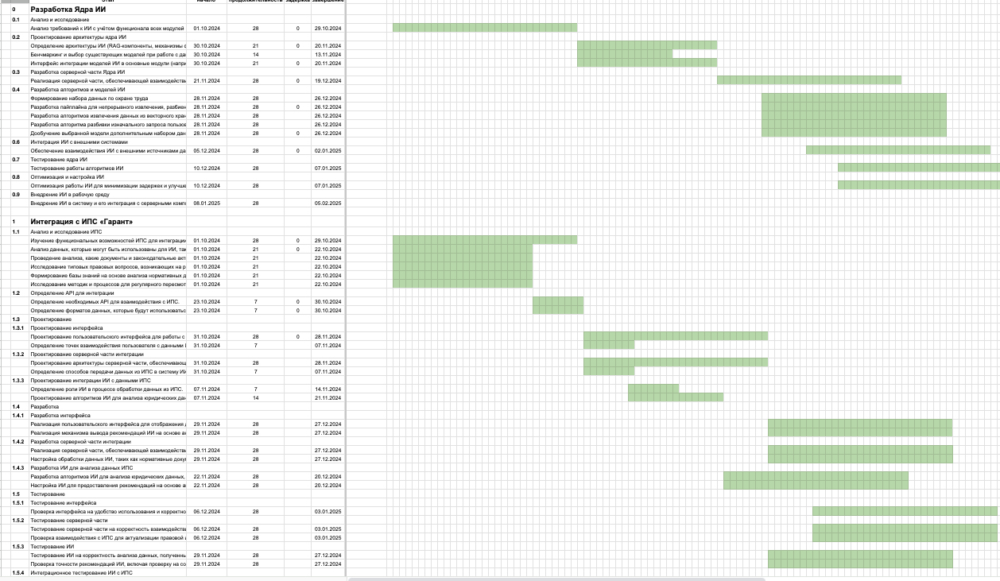 Этап начало продолжительность задержка завершение
0 Разработка Ядра ИИ
0.1 Анализ и исследование
Анализ требований к ИИ с учётом функционала всех модулей 01.10.2024 28 0 29.10.2024
0.2 Проектирование архитектуры ядра ИИ
Определение архитектуры ИИ (RAG-компоненты, механизмы 30.10.2024 21 0 20.11.2024
Бенчмаркинг и выбор существующих моделей при работе с 30.10.2024 14 13.11.2024
Интерфейс интеграции моделей ИИ в основные модули 30.10.2024 21 0 20.11.2024
0.3 Разработка серверной части Ядра ИИ
Реализация серверной части, обеспечивающей 21.11.2024 28 0 19.12.2024
0.4 Разработка алгоритмов и моделей ИИ
Формирование набора данных по охране труда 28.11.2024 28 26.12.2024
Разработка пайплайна для непрерывного извлечения, 28.11.2024 28 0 26.12.2024
Разработка алгоритмов извлечения данных из векторного 28.11.2024 28 26.12.2024
Разработка алгоритма разбивки изначального запроса 28.11.2024 28 26.12.2024
Дообучение выбранной модели дополнительным набором 28.11.2024 28 0 26.12.2024
0.6 Интеграция ИИ с внешними системами
Обеспечение взаимодействия ИИ с внешними источниками 05.12.2024 28 0 02.01.2025
0.7 Тестирование ядра ИИ
Тестирование работы алгоритмов ИИ 10.12.2024 28 07.01.2025
0.8 Оптимизация и настройка ИИ
Оптимизация работы ИИ для минимизации задержек и 10.12.2024 28 07.01.2025
0.9 Внедрение ИИ в рабочую среду
Внедрение ИИ в систему и его интеграция с серверными 08.01.2025 28 05.02.2025
1 Интеграция с ИПС «Гарант»
1.1 Анализ и исследование ИПС
Изучение функциональных возможностей ИПС для 01.10.2024 28 0 29.10.2024
Анализ данных, которые могут быть использованы для ИИ, 01.10.2024 21 0 22.10.2024
Проведение анализа, какие документы и законодательные 01.10.2024 21 22.10.2024
Исследование типовых правовых вопросов, возникающих на 01.10.2024 21 22.10.2024
Формирование базы знаний на основе анализа нормативных 01.10.2024 21 22.10.2024
Исследование методик и процессов для регулярного 01.10.2024 21 22.10.2024
1.2 Определение API для интеграции
Определение необходимых API для взаимодействия с ИПС. 23.10.2024 7 0 30.10.2024
Определение форматов данных, которые будут 23.10.2024 7 0 30.10.2024
1.3 Проектирование
1.3.1 Проектирование интерфейса
Проектирование пользовательского интерфейса для работы с 31.10.2024 28 0 28.11.2024
Определение точек взаимодействия пользователя с данными 31.10.2024 7 07.11.2024
1.3.2 Проектирование серверной части интеграции
Проектирование архитектуры серверной части, 31.10.2024 28 28.11.2024
Определение способов передачи данных из ИПС в систему 31.10.2024 7 07.11.2024
1.3.3 Проектирование интеграции ИИ с данными ИПС
Определение роли ИИ в процессе обработки данных из ИПС. 07.11.2024 7 14.11.2024
Проектирование алгоритмов ИИ для анализа юридических 07.11.2024 14 21.11.2024
1.4 Разработка
1.4.1 Разработка интерфейса
Реализация пользовательского интерфейса для отображения 29.11.2024 28 27.12.2024
Реализация механизма вывода рекомендаций ИИ на основе 29.11.2024 28 27.12.2024
1.4.2 Разработка серверной части интеграции
Реализация серверной части, обеспечивающей 29.11.2024 28 27.12.2024
Настройка обработки данных ИИ, таких как нормативные 29.11.2024 28 27.12.2024
1.4.3 Разработка ИИ для анализа данных ИПС
Разработка алгоритмов ИИ для анализа юридических данных, 22.11.2024 28 20.12.2024
Настройка ИИ для предоставления рекомендаций на основе 22.11.2024 28 20.12.2024
1.5 Тестирование
1.5.1 Тестирование интерфейса
Проверка интерфейса на удобство использования и 06.12.2024 28 03.01.2025
1.5.2 Тестирование серверной части
Тестирование серверной части на корректность 06.12.2024 28 03.01.2025
Проверка взаимодействия с ИПС для актуализации правовой 06.12.2024 28 03.01.2025
1.5.3 Тестирование ИИ
Тестирование ИИ на корректность анализа данных, 29.11.2024 28 27.12.2024
Проверка точности рекомендаций ИИ, включая проверку на 29.11.2024 28 27.12.2024
1.5.4 Интеграционное тестирование ИИ с ИПС